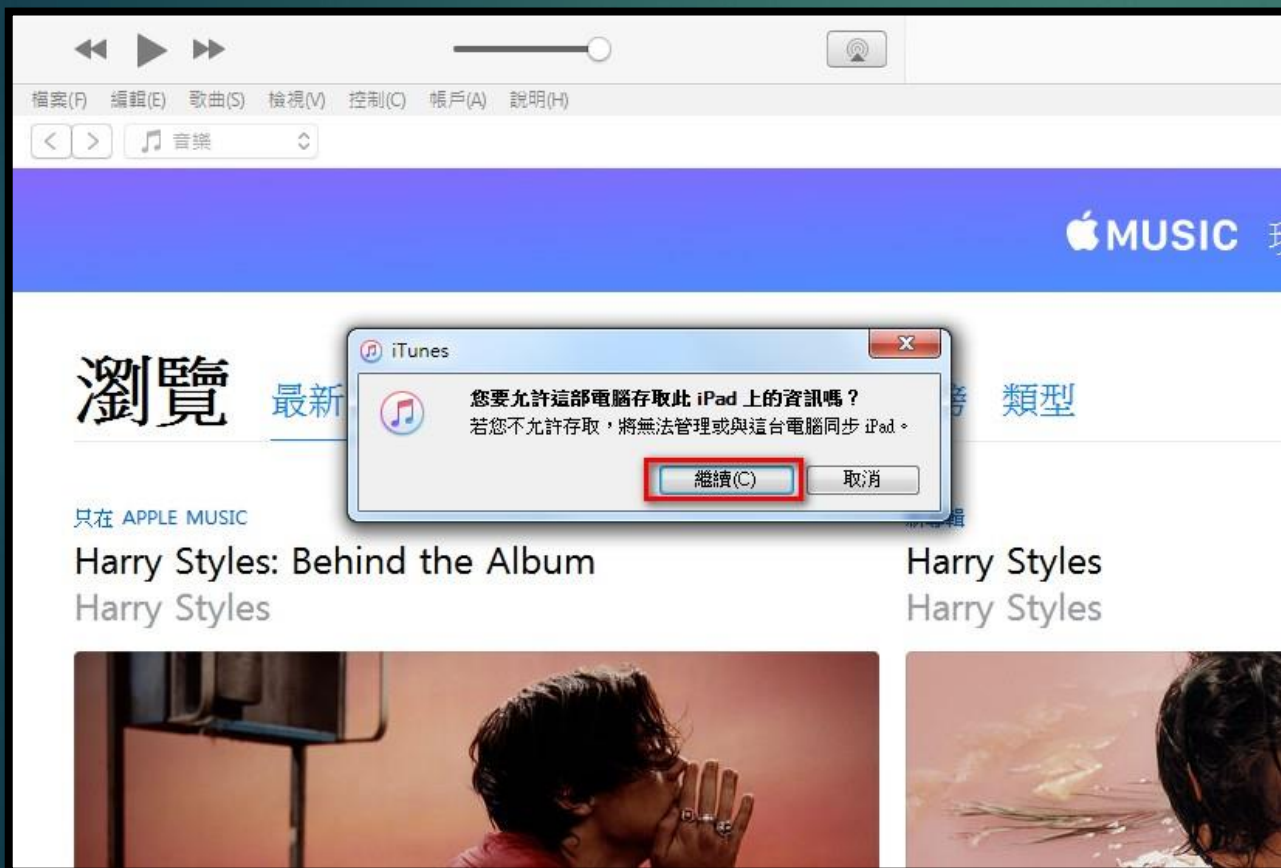 檔案(F) 編輯(E) 歌曲(S) 檢視(V) 控制(C) 帳戶(A) 說明(H)
< > 音樂
MUSIC
iTunes
X
瀏覽 最新 類型
您要允許這部電腦存取此 iPad 上的資訊嗎？
若您不允許存取，將無法管理或與這台電腦同步 iPad。
繼續(C) 取消
只在 APPLE MUSIC
Harry Styles: Behind the Album
Harry Styles
Harry Styles
Harry Styles